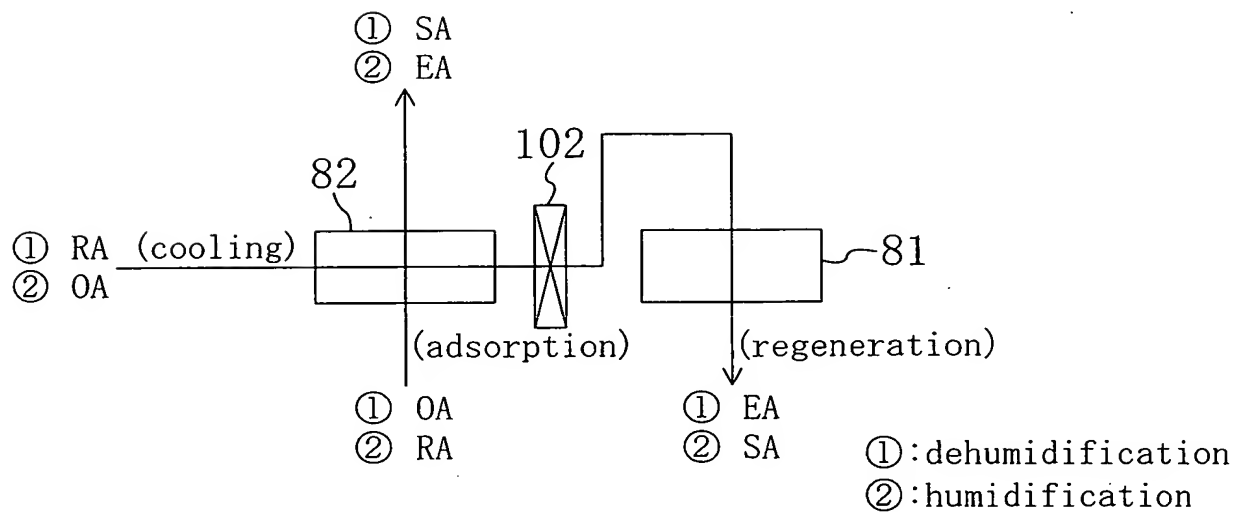 ① SA
② EA
102
82
① RA (cooling)
② OA
81
(adsorption)
(regeneration)
① OA
② RA
① EA
② SA
①:dehumidification
②:humidification